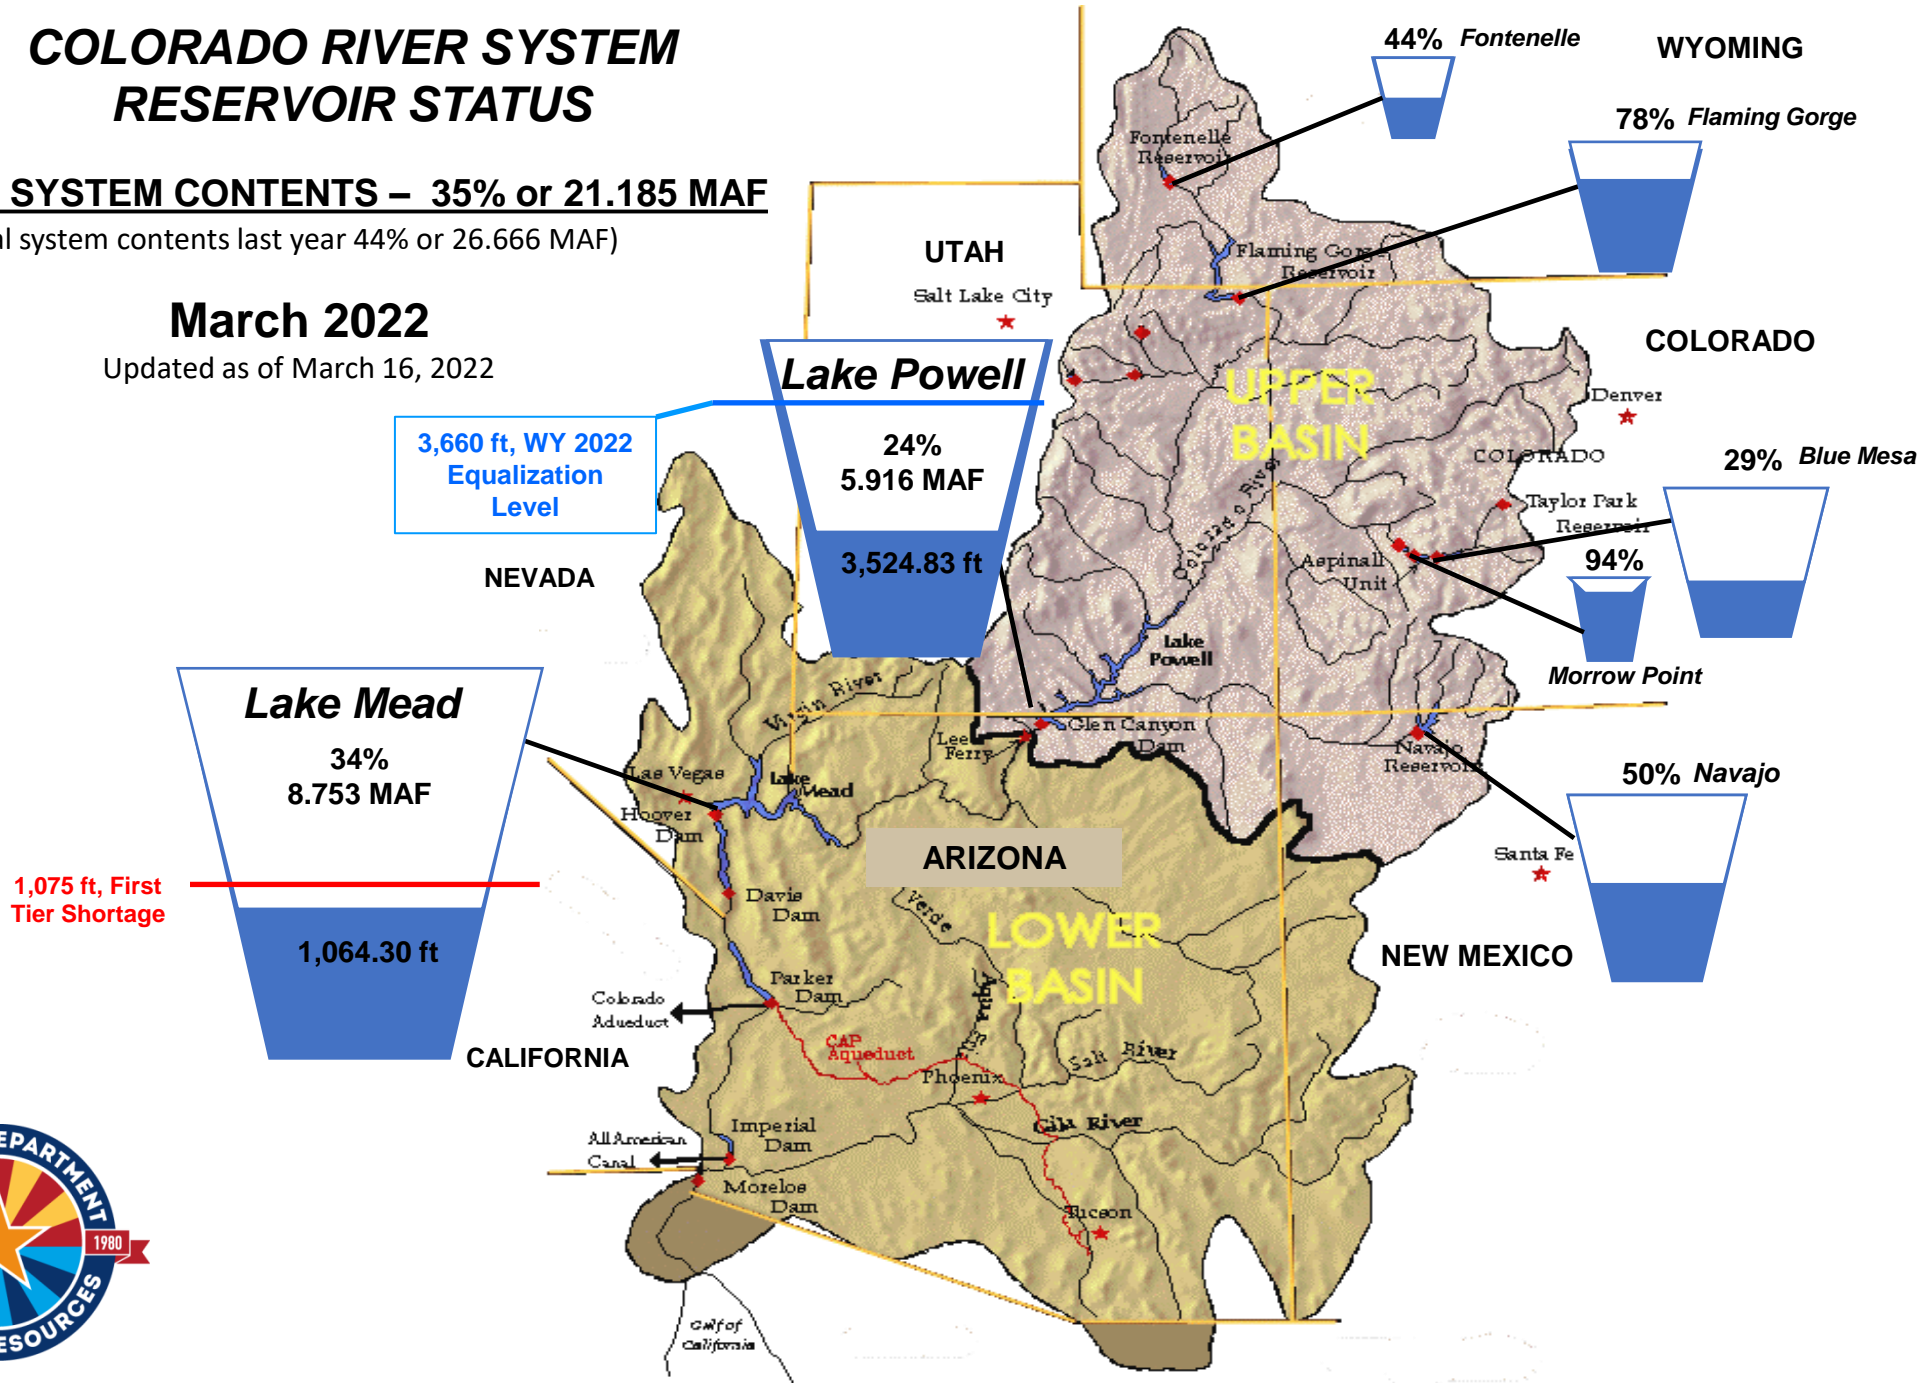 COLORADO RIVER SYSTEM
RESERVOIR STATUS
SYSTEM CONTENTS – 35% or 21.185 MAF
system contents last year 44% or 26.666 MAF)
March 2022
Updated as of March 16, 2022
44% Fontenelle
WYOMING
78% Flaming Gorge
Fontenelle
Reservoir
UTAH
Salt Lake City
Flaming Gorge
Reservoir
COLORADO
Lake Powell
24%
5.916 MAF
3,524.83 ft
3,660 ft, WY 2022
Equalization
Level
UPPER
BASIN
Denver
COLORADO
29% Blue Mesa
Taylor Park
Reservoir
Colorado River
Aspinall
Unit
94%
Morrow Point
NEVADA
Lake
Powell
Virgin River
Lake Mead
34%
8.753 MAF
1,075 ft, First
Tier Shortage
1,064.30 ft
Lee
Ferry
Glen Canyon
Dam
Navajo
Reservoir
50% Navajo
Las Vegas
Lake
Mead
Hoover
Dam
ARIZONA
Santa Fe
Davis
Dam
Verde
LOWER
BASIN
NEW MEXICO
Parker
Dam
Colorado
Adueduct
Aqua
CAP
Aqueduct
Salt River
CALIFORNIA
Phoenix
Gila River
Imperial
Dam
All American
Canal
Morelos
Dam
Tucson
Gulf of
California
DEPARTMENT
1980
RESOURCES